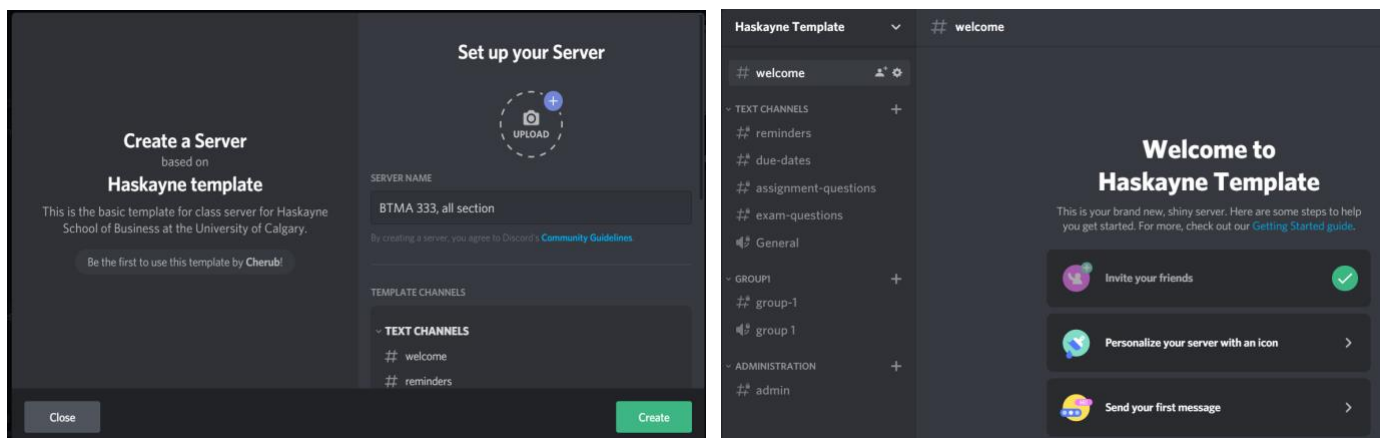 Create a Server
based on
Haskayne template
This is the basic template for class server for Haskayne
School of Business at the University of Calgary.
Be the first to use this template by Cherub!
Set up your Server
UPLOAD
SERVER NAME
BTMA 333, all section
By creating a server, you agree to Discord's Community Guidelines.
TEMPLATE CHANNELS
TEXT CHANNELS
# welcome
# reminders
Close
Create
Haskayne Template
# welcome
TEXT CHANNELS
# reminders
# due-dates
# assignment-questions
# exam-questions
General
GROUP1
# group-1
group 1
ADMINISTRATION
# admin
# welcome
Welcome to
Haskayne Template
This is your brand new, shiny server. Here are some steps to help
you get started. For more, check out our Getting Started guide.
Invite your friends
Personalize your server with an icon
Send your first message